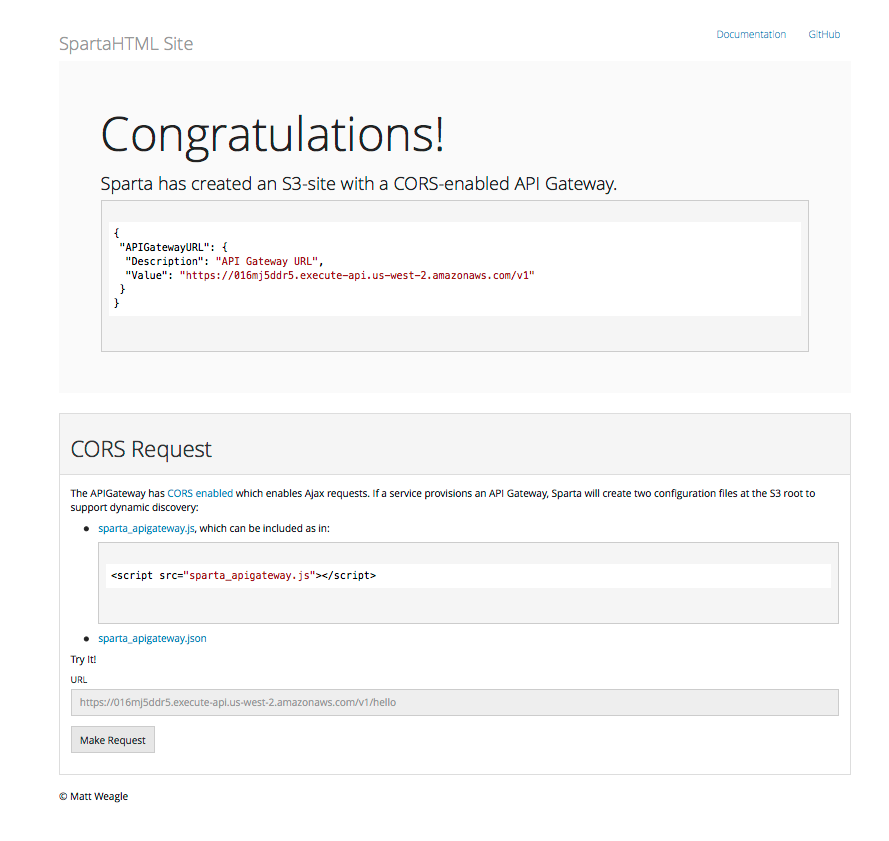 SpartaHTML Site
Documentation
GitHub
Congratulations!
Sparta has created an S3-site with a CORS-enabled API Gateway.
{
"APIGatewayURL": {
"Description": "API Gateway URL",
"Value": "https://016mj5ddr5.execute-api.us-west-2.amazonaws.com/v1"
}
}
CORS Request
The APIGateway has CORS enabled which enables Ajax requests. If a service provisions an API Gateway, Sparta will create two configuration files at the S3 root to
support dynamic discovery:
• sparta_apigateway.js, which can be included as in:
<script src="sparta_apigateway.js"></script>
• sparta_apigateway.json
Try It!
URL
https://016mj5ddr5.execute-api.us-west-2.amazonaws.com/v1/hello
Make Request
© Matt Weagle